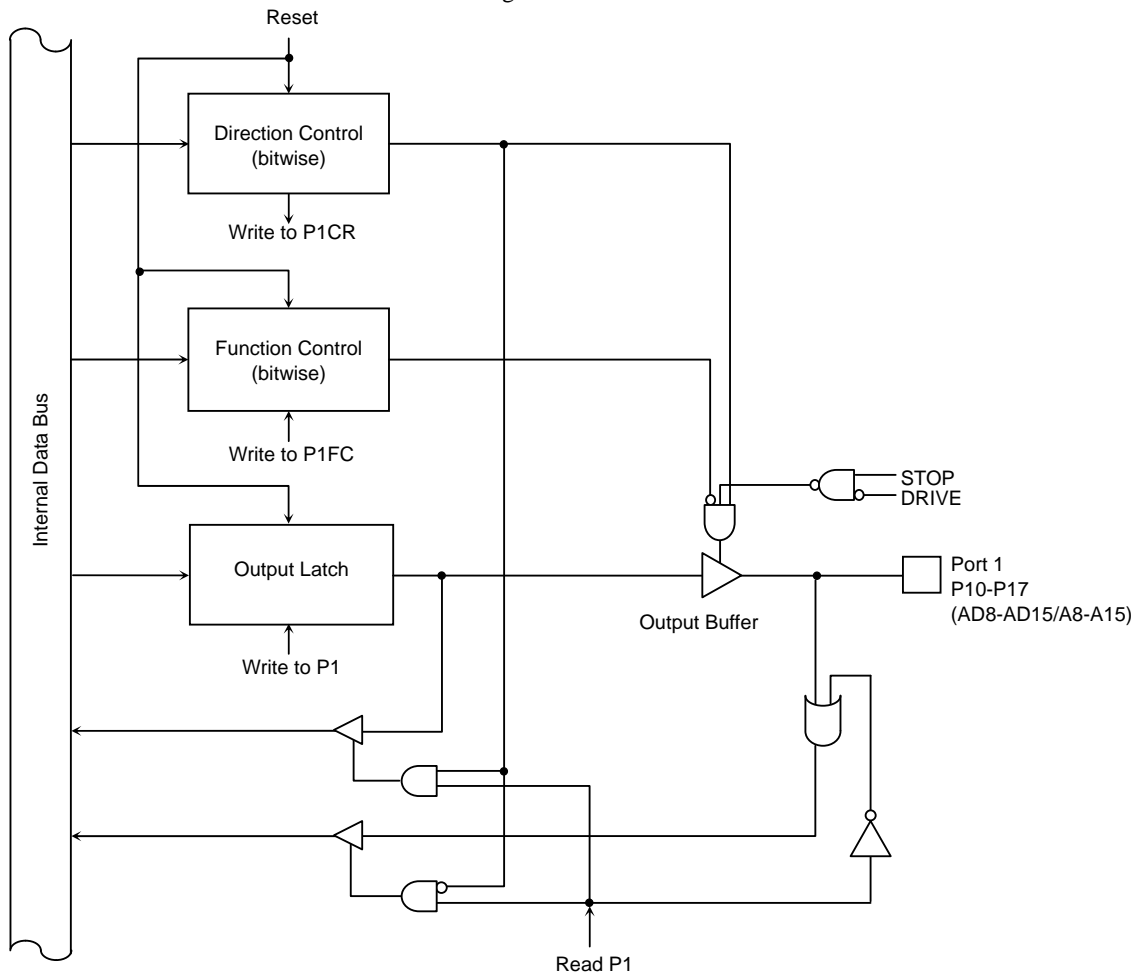 Reset
Direction Control
(bitwise)
Write to P1CR
Function Control
(bitwise)
Write to P1FC
Internal Data Bus
STOP
DRIVE
Output Latch
Port 1
P10-P17
(AD8-AD15/A8-A15)
Output Buffer
Write to P1
Read P1